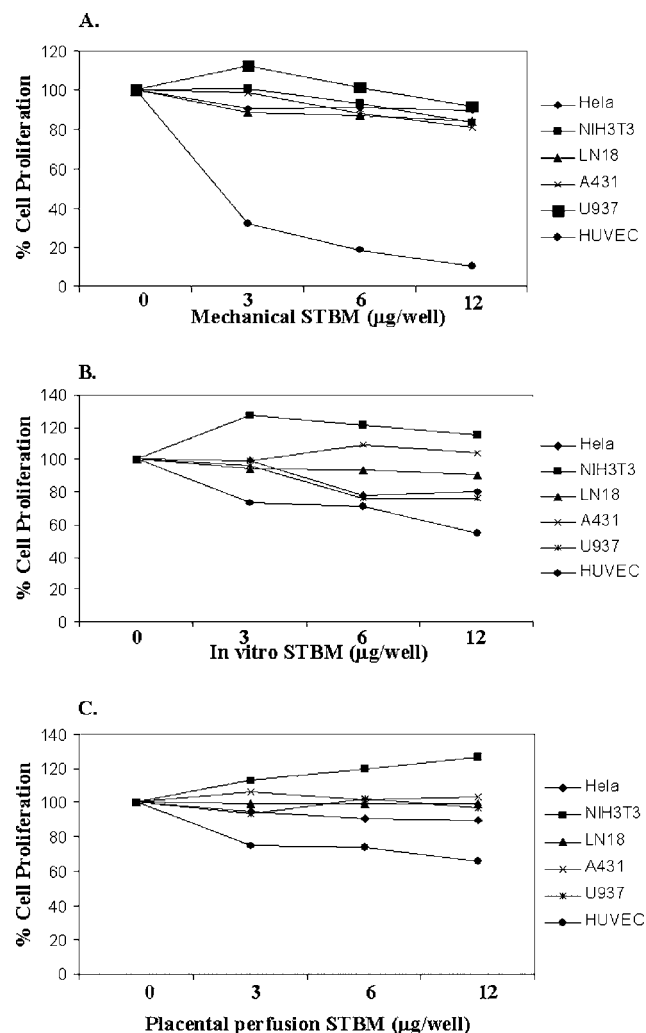 A.
120
100
80
60
40
20
0
% Cell Proliferation
0 3 6 12
Mechanical STBM (µg/well)
Hela
NIH3T3
LN18
A431
U937
HUVEC
B.
140
120
100
80
60
40
20
0
% Cell Proliferation
0 3 6 12
In vitro STBM (µg/well)
Hela
NIH3T3
LN18
A431
U937
HUVEC
C.
140
120
100
80
60
40
20
0
% Cell Proliferation
0 3 6 12
Placental perfusion STBM (µg/well)
Hela
NIH3T3
LN18
A431
U937
HUVEC